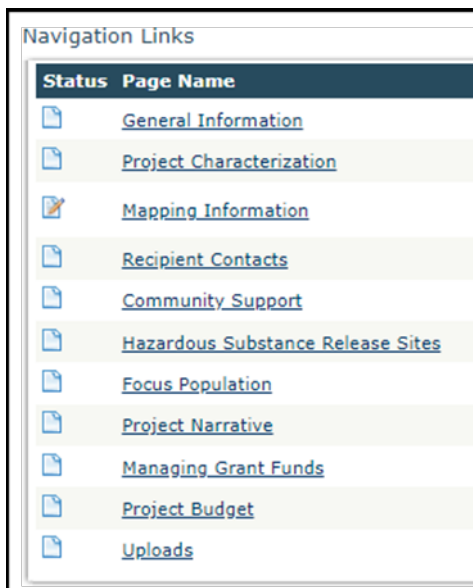 Navigation Links
Status Page Name
General Information
Project Characterization
Mapping Information
Recipient Contacts
Community Support
Hazardous Substance Release Sites
Focus Population
Project Narrative
Managing Grant Funds
Project Budget
Uploads